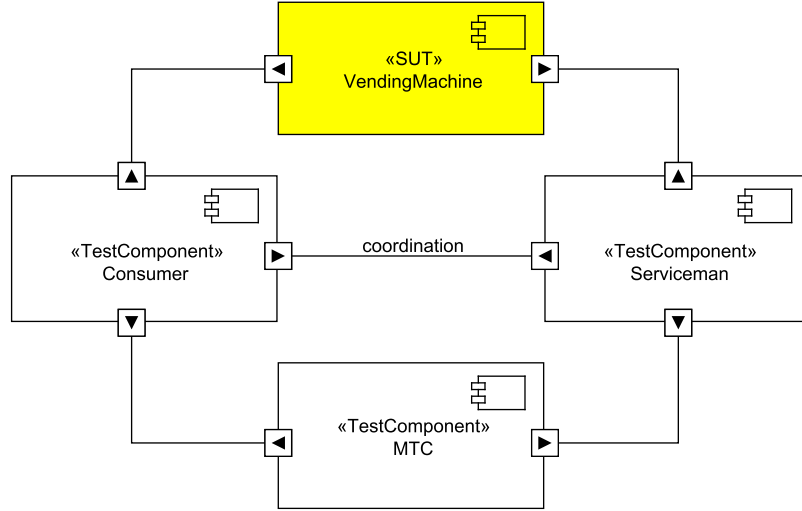 «SUT»
VendingMachine
«TestComponent»
Consumer
coordination
«TestComponent»
Serviceman
«TestComponent»
MTC